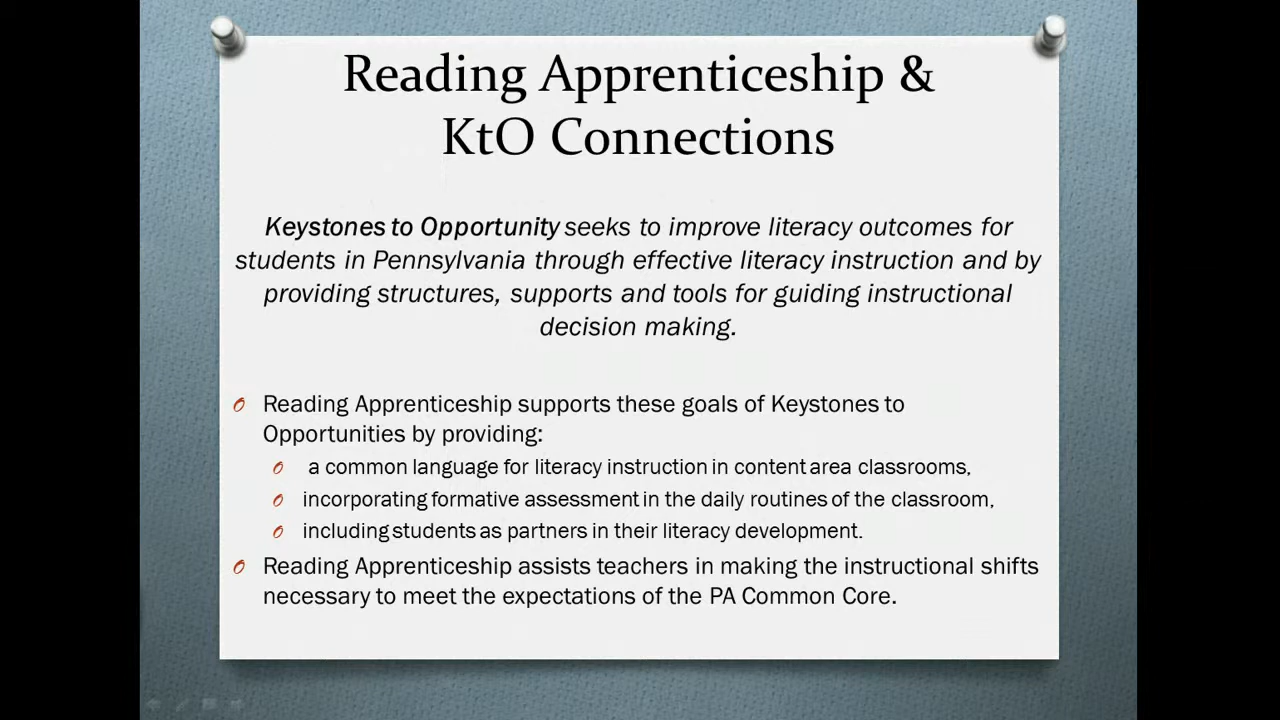 Reading Apprenticeship &
KtO Connections
Keystones to Opportunity seeks to improve literacy outcomes for
students in Pennsylvania through effective literacy instruction and by
providing structures, supports and tools for guiding instructional
decision making.
Reading Apprenticeship supports these goals of Keystones to
Opportunities by providing:
a common language for literacy instruction in content area classrooms,
incorporating formative assessment in the daily routines of the classroom,
including students as partners in their literacy development.
Reading Apprenticeship assists teachers in making the instructional shifts
necessary to meet the expectations of the PA Common Core.